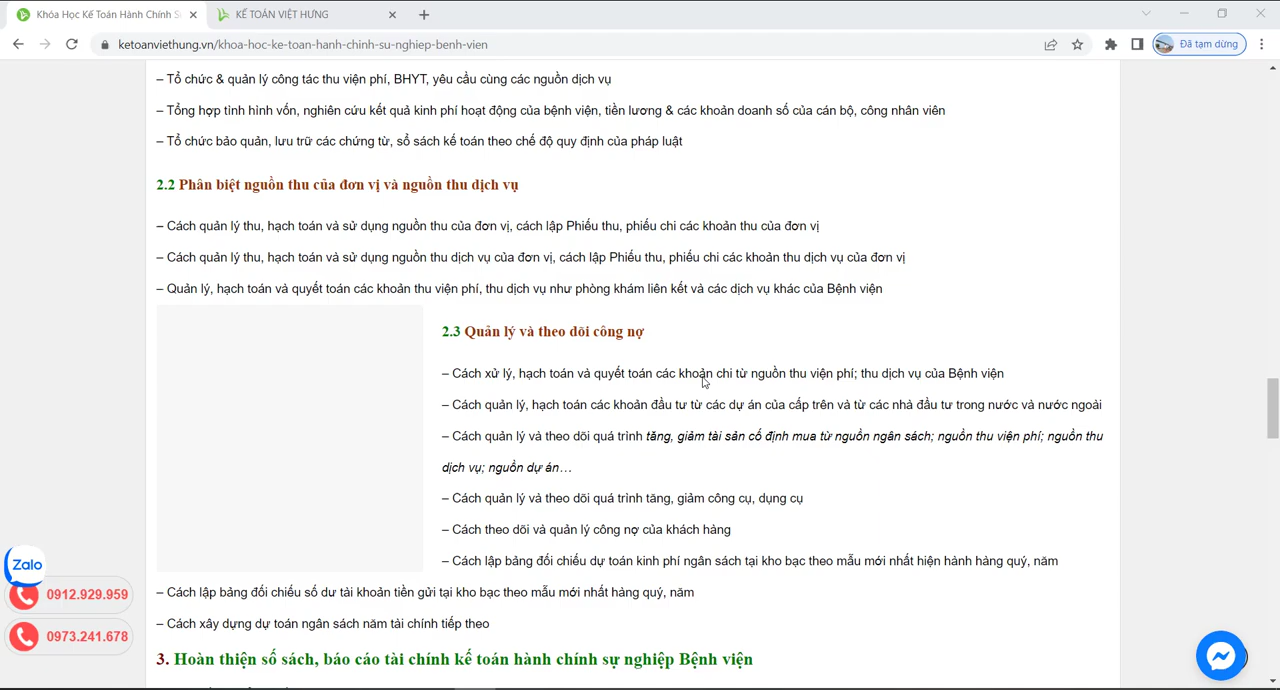 Khóa Học Kế Toán Hành Chính S
KẾ TOÁN VIỆT HƯNG
ketoanviethung.vn/khoa-hoc-ke-toan-hanh-chinh-su-nghiep-benh-vien
Đã tạm dừng
– Tổ chức & quản lý công tác thu viện phí, BHYT, yêu cầu cùng các nguồn dịch vụ
– Tổng hợp tình hình vốn, nghiên cứu kết quả kinh phí hoạt động của bệnh viện, tiền lương & các khoản doanh số của cán bộ, công nhân viên
– Tổ chức bảo quản, lưu trữ các chứng từ, sổ sách kế toán theo chế độ quy định của pháp luật
2.2 Phân biệt nguồn thu của đơn vị và nguồn thu dịch vụ
– Cách quản lý thu, hạch toán và sử dụng nguồn thu của đơn vị, cách lập Phiếu thu, phiếu chi các khoản thu của đơn vị
– Cách quản lý thu, hạch toán và sử dụng nguồn thu dịch vụ của đơn vị, cách lập Phiếu thu, phiếu chi các khoản thu dịch vụ của đơn vị
– Quản lý, hạch toán và quyết toán các khoản thu viện phí, thu dịch vụ như phòng khám liên kết và các dịch vụ khác của Bệnh viện
2.3 Quản lý và theo dõi công nợ
– Cách xử lý, hạch toán và quyết toán các khoản chi từ nguồn thu viện phí; thu dịch vụ của Bệnh viện
– Cách quản lý, hạch toán các khoản đầu tư từ các dự án của cấp trên và từ các nhà đầu tư trong nước và nước ngoài
– Cách quản lý và theo dõi quá trình tăng, giảm tài sản cố định mua từ nguồn ngân sách; nguồn thu viện phí; nguồn thu
dịch vụ; nguồn dự án…
– Cách quản lý và theo dõi quá trình tăng, giảm công cụ, dụng cụ
– Cách theo dõi và quản lý công nợ của khách hàng
– Cách lập bảng đối chiếu dự toán kinh phí ngân sách tại kho bạc theo mẫu mới nhất hiện hành hàng quý, năm
– Cách lập bảng đối chiếu số dư tài khoản tiền gửi tại kho bạc theo mẫu mới nhất hàng quý, năm
– Cách xây dựng dự toán ngân sách năm tài chính tiếp theo
3. Hoàn thiện sổ sách, báo cáo tài chính kế toán hành chính sự nghiệp Bệnh viện
Zalo
0912.929.959
0973.241.678